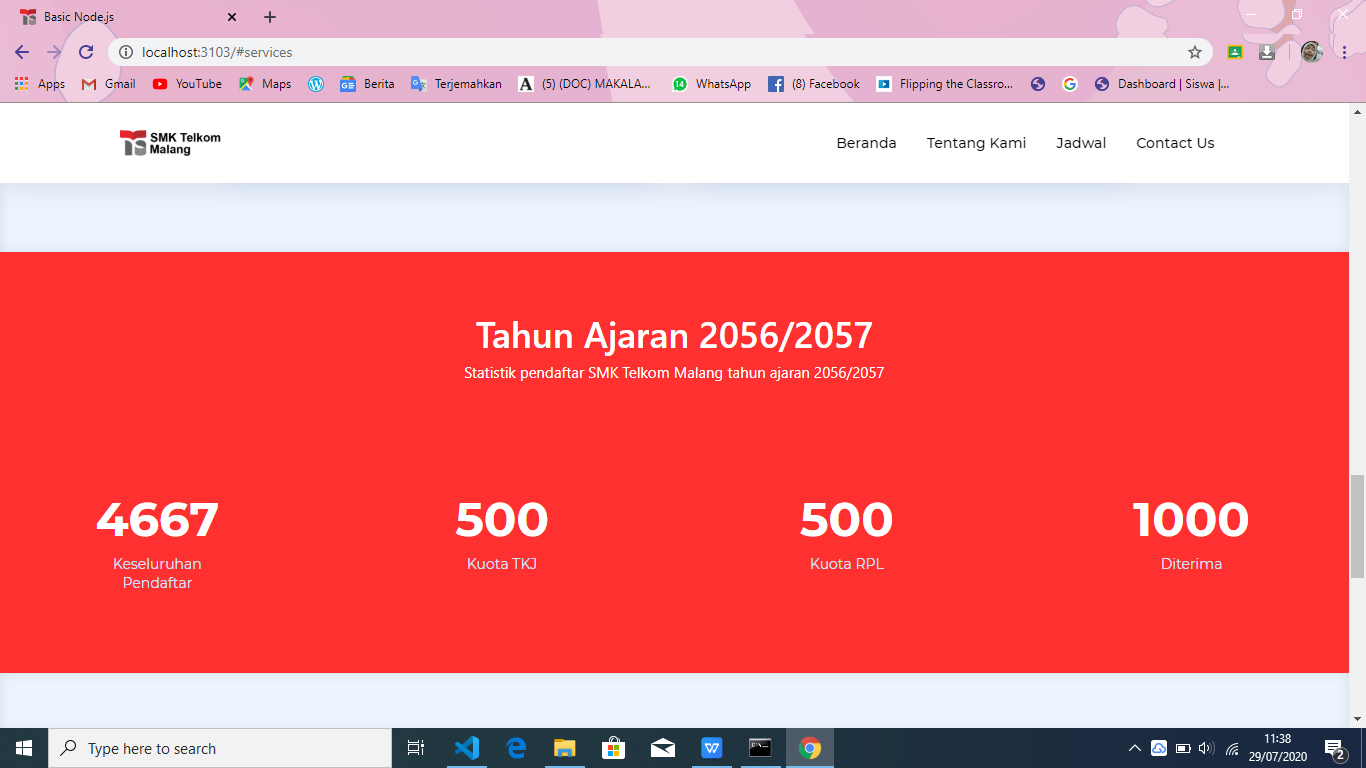 Basic Node.js
localhost:3103/#services
Apps Gmail YouTube Maps Berita Terjemahkan (5) (DOC) MAKALA... WhatsApp (8) Facebook Flipping the Classro... Dashboard | Siswa |...
SMK Telkom
Malang
Beranda Tentang Kami Jadwal Contact Us
Tahun Ajaran 2056/2057
Statistik pendaftar SMK Telkom Malang tahun ajaran 2056/2057
4667 500 500 1000
Keseluruhan Kuota TKJ Kuota RPL Diterima
Pendaftar
Type here to search
11:38
29/07/2020
2